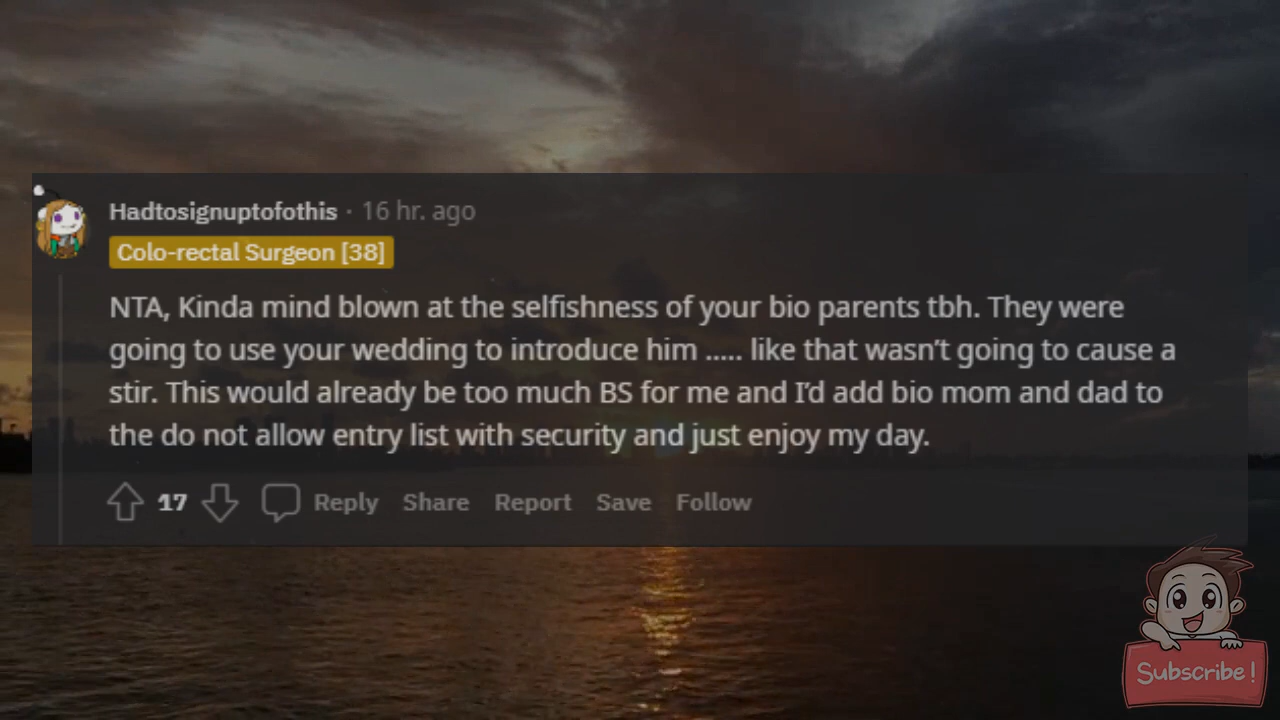 Hadtosignuptofothis · 16 hr. ago
Colo-rectal Surgeon [38]
NTA, Kinda mind blown at the selfishness of your bio parents tbh. They were
going to use your wedding to introduce him ..... like that wasn't going to cause a
stir. This would already be too much BS for me and I'd add bio mom and dad to
the do not allow entry list with security and just enjoy my day.
17 Reply Share Report Save Follow
Subscribe!